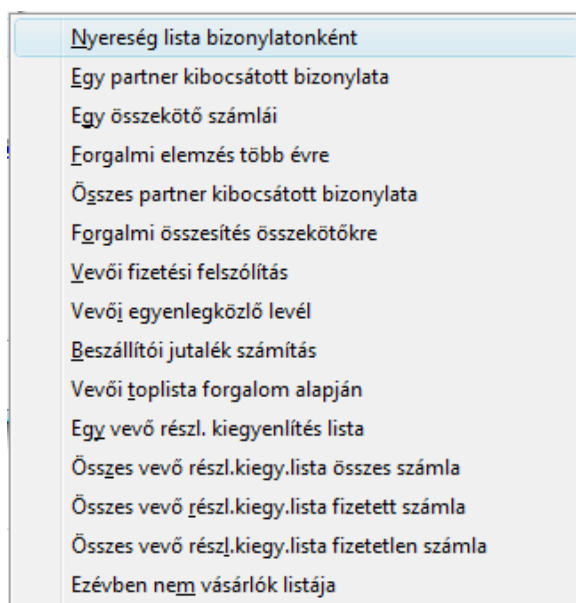 Nyereség lista bizonylatonként
Egy partner kibocsátott bizonylata
Egy összekötő számlái
Forgalmi elemzés több évre
Összes partner kibocsátott bizonylata
Forgalmi összesítés összekötőkre
Vevői fizetési felszólítás
Vevői egyenlegközlő levél
Beszállítói jutalék számítás
Vevői toplista forgalom alapján
Egy vevő részl. kiegyenlítés lista
Összes vevő részl.kiegy.lista összes számla
Összes vevő részl.kiegy.lista fizetett számla
Összes vevő részl.kiegy.lista fizetetlen számla
Ezévben nem vásárlók listája